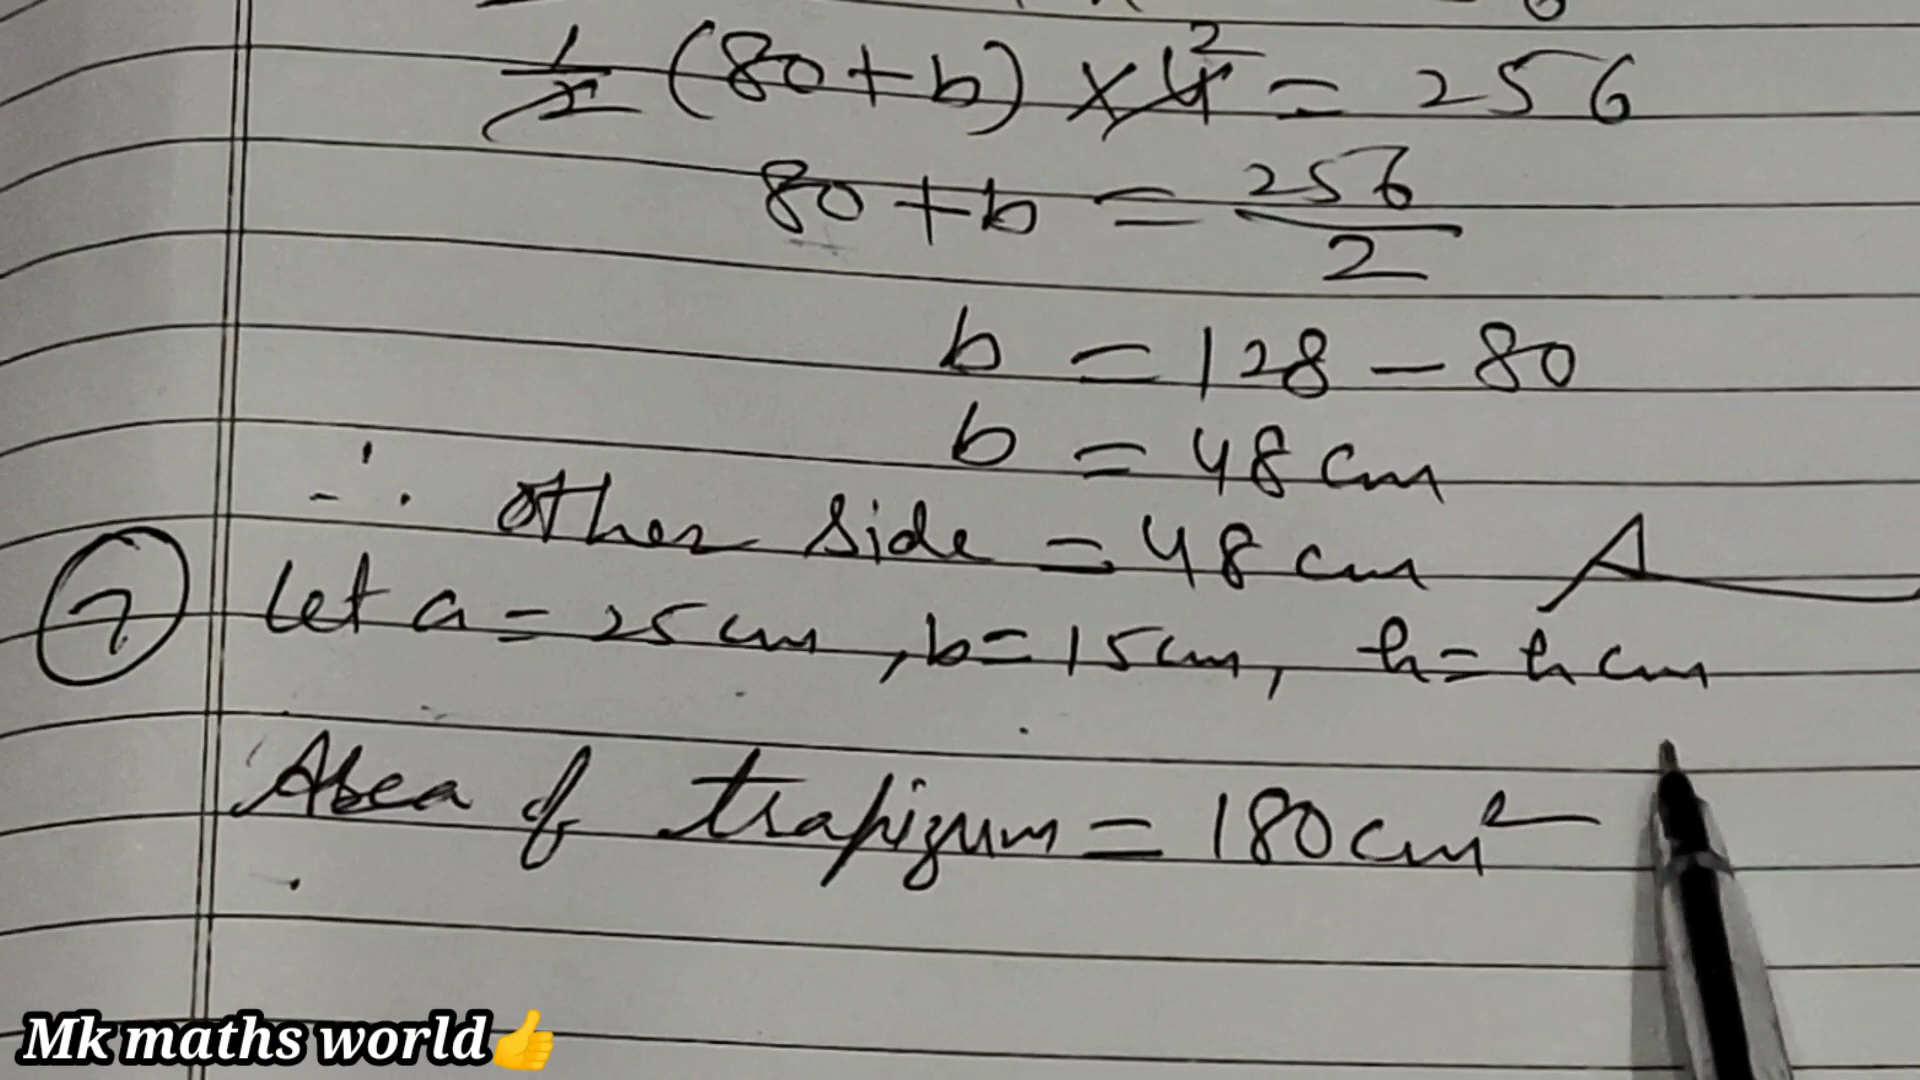 1/2 (80+b) × 4 2 = 256
80+b = 256/2
b = 128 - 80
b = 48 cm
∴ other side = 48 cm A
7 Let a = 25 cm, b = 15 cm, h = h cm
Area of trapizum = 180 cm²
Mk maths world👍